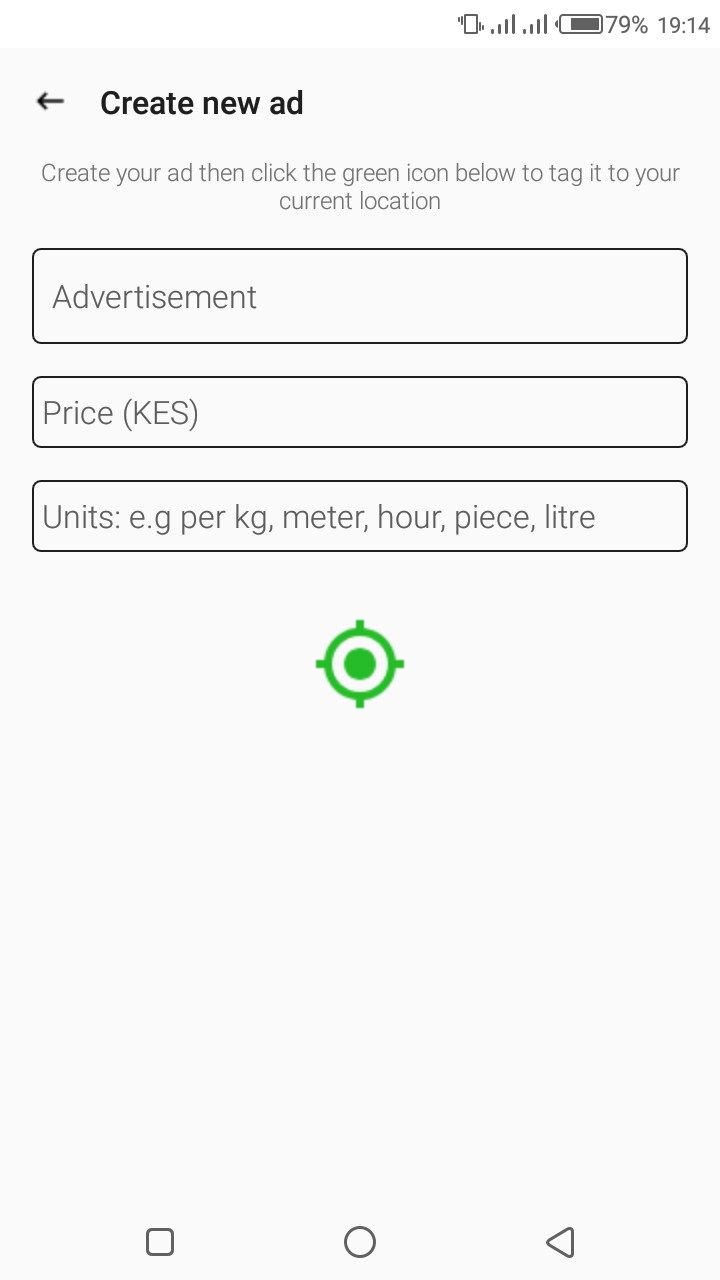 79% 19:14
Create new ad
Create your ad then click the green icon below to tag it to your
current location
Advertisement
Price (KES)
Units: e.g per kg, meter, hour, piece, litre